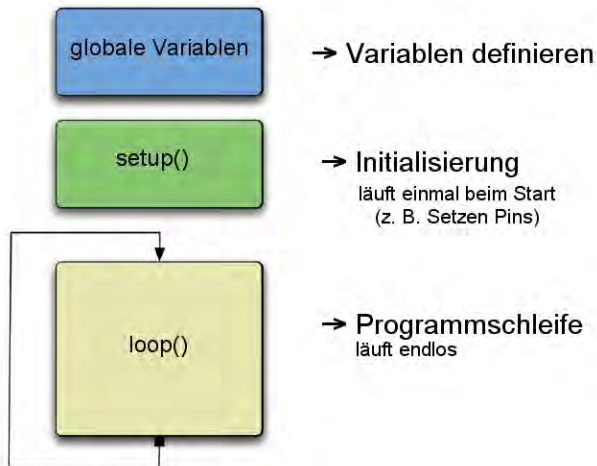 globale Variablen
→ Variablen definieren
setup()
→ Initialisierung
läuft einmal beim Start
(z. B. Setzen Pins)
loop()
→ Programmschleife
läuft endlos